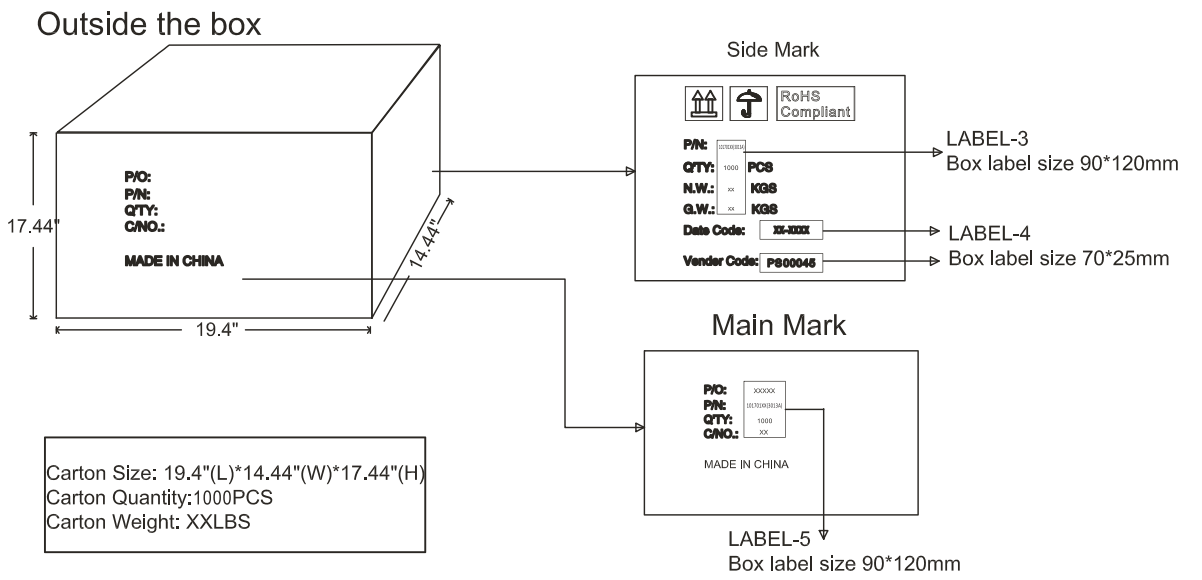 Outside the box
P/O:
P/N:
Q'TY:
C/NO.:
MADE IN CHINA
17.44"
19.4"
14.44"
Side Mark
RoHS
Compliant
P/N:
Q'TY: 1000 PCS
N.W.: xx KGS
G.W.: xx KGS
Date Code: XX-XXXX
Vender Code: PS00045
LABEL-3
Box label size 90*120mm
LABEL-4
Box label size 70*25mm
Main Mark
P/O: XXXXX
P/N: 101701XX(3013A)
Q'TY: 1000
C/NO.: XX
MADE IN CHINA
LABEL-5
Box label size 90*120mm
Carton Size: 19.4"(L)*14.44"(W)*17.44"(H)
Carton Quantity:1000PCS
Carton Weight: XXLBS